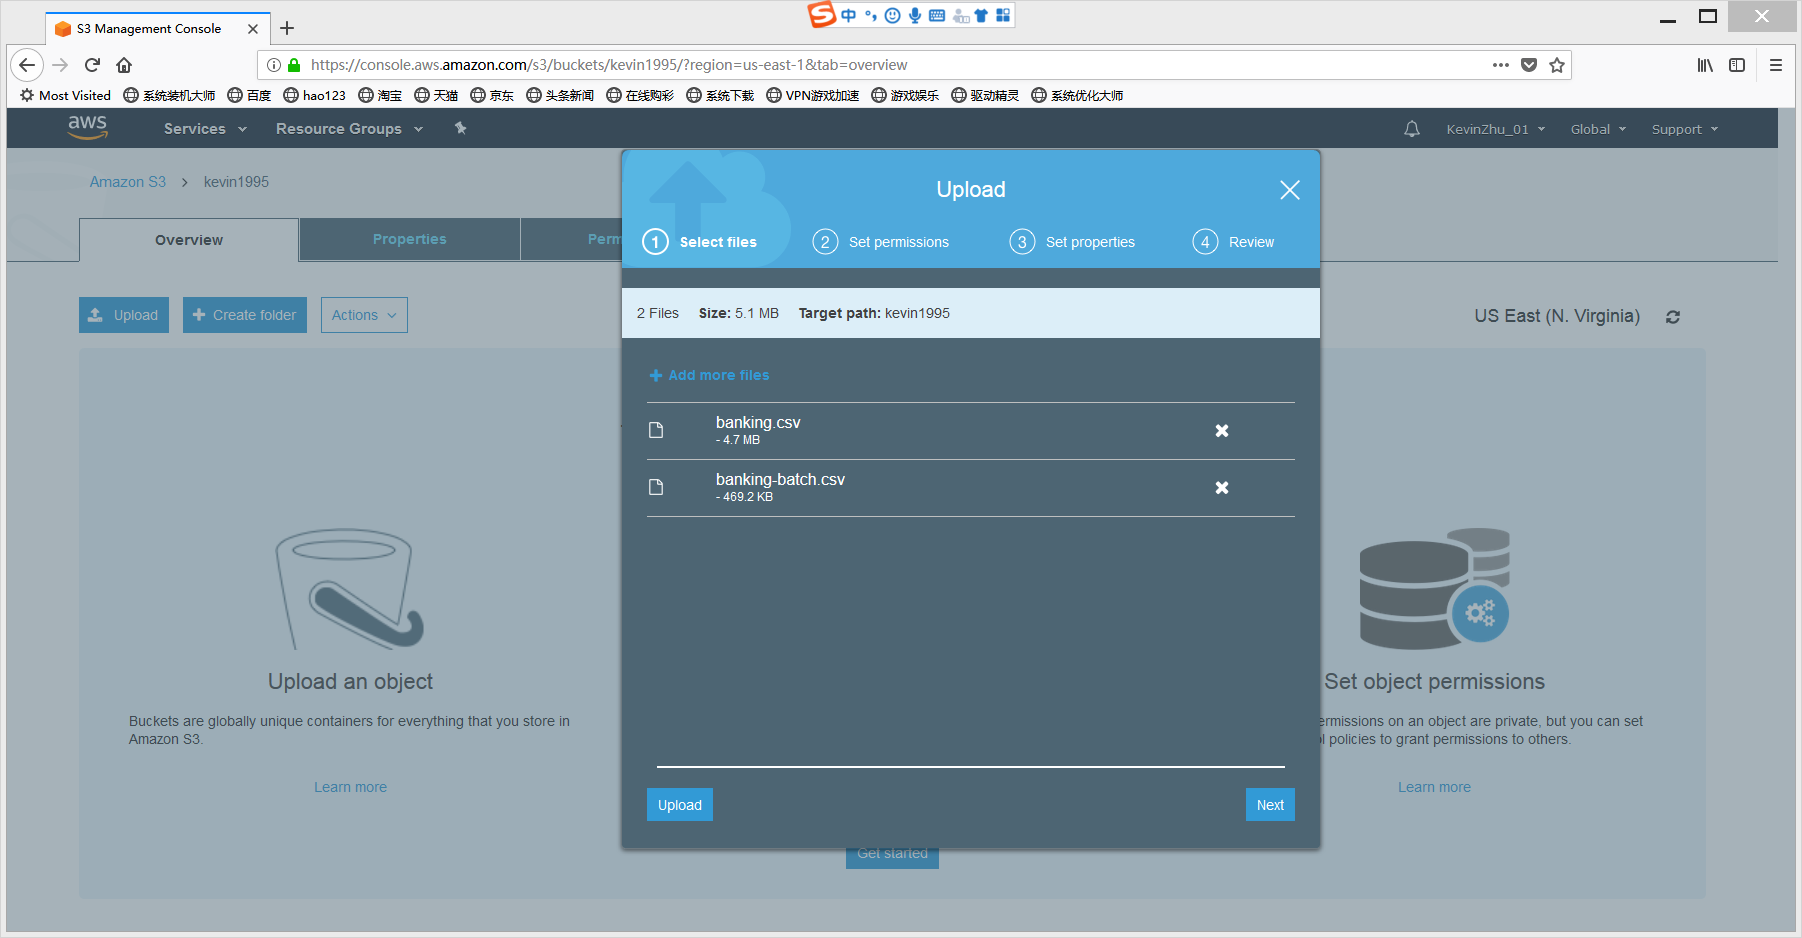 中
S3 Management Console
https://console.aws.amazon.com/s3/buckets/kevin1995/?region=us-east-1&tab=overview
Most Visited 系统装机大师 百度 hao123 淘宝 天猫 京东 头条新闻 在线购彩 系统下载 VPN游戏加速 游戏娱乐 驱动精灵 系统优化大师
aws Services Resource Groups KevinZhu_01 Global Support
Amazon S3 kevin1995
Overview Properties Perm
Upload Create folder Actions
US East (N. Virginia)
Upload
1 Select files 2 Set permissions 3 Set properties 4 Review
2 Files Size: 5.1 MB Target path: kevin1995
Add more files
banking.csv
- 4.7 MB
banking-batch.csv
- 469.2 KB
Upload Next
Upload an object
Buckets are globally unique containers for everything that you store in
Amazon S3.
Learn more
Set object permissions
ermissions on an object are private, but you can set
ol policies to grant permissions to others.
Learn more
Get started